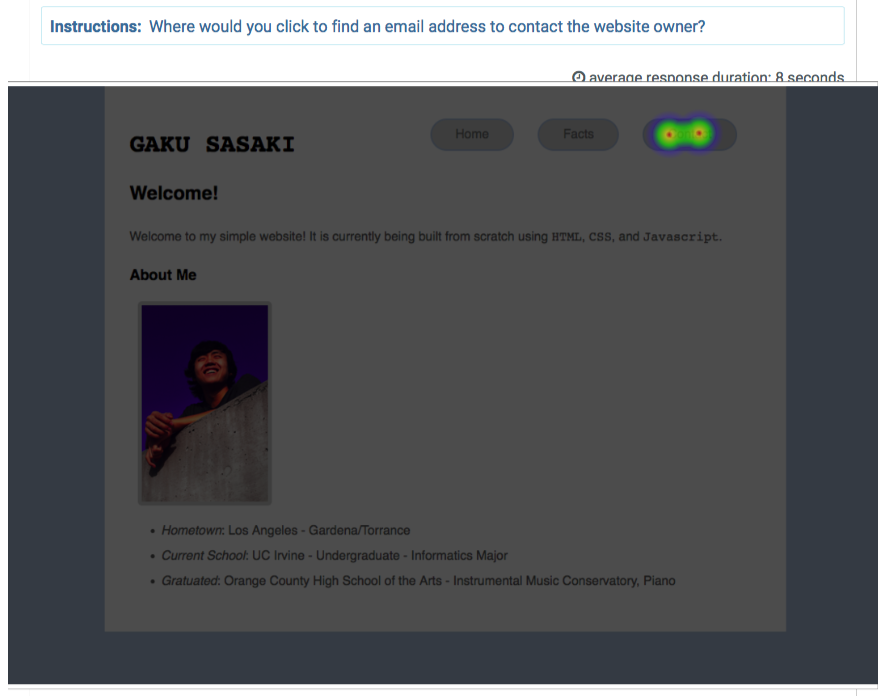 Instructions: Where would you click to find an email address to contact the website owner?
average response duration: 8 seconds
GAKU SASAKI
Home
Facts
Welcome!
Welcome to my simple website! It is currently being built from scratch using HTML, CSS, and Javascript.
About Me
• Hometown: Los Angeles - Gardena/Torrance
• Current School: UC Irvine - Undergraduate - Informatics Major
• Gratuated: Orange County High School of the Arts - Instrumental Music Conservatory, Piano